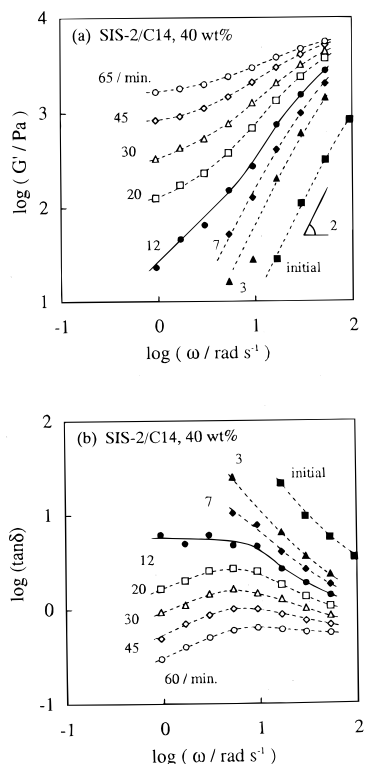 (a) SIS-2/C14, 40 wt%
4
3
2
1
log ( G' / Pa )
65 / min.
45
30
20
12
7
3
initial
2
-1
0
1
2
log ( ω / rad s⁻¹ )
(b) SIS-2/C14, 40 wt%
2
1
0
-1
log (tanδ)
3
initial
7
12
20
30
45
60 / min.
-1
0
1
2
log ( ω / rad s⁻¹ )